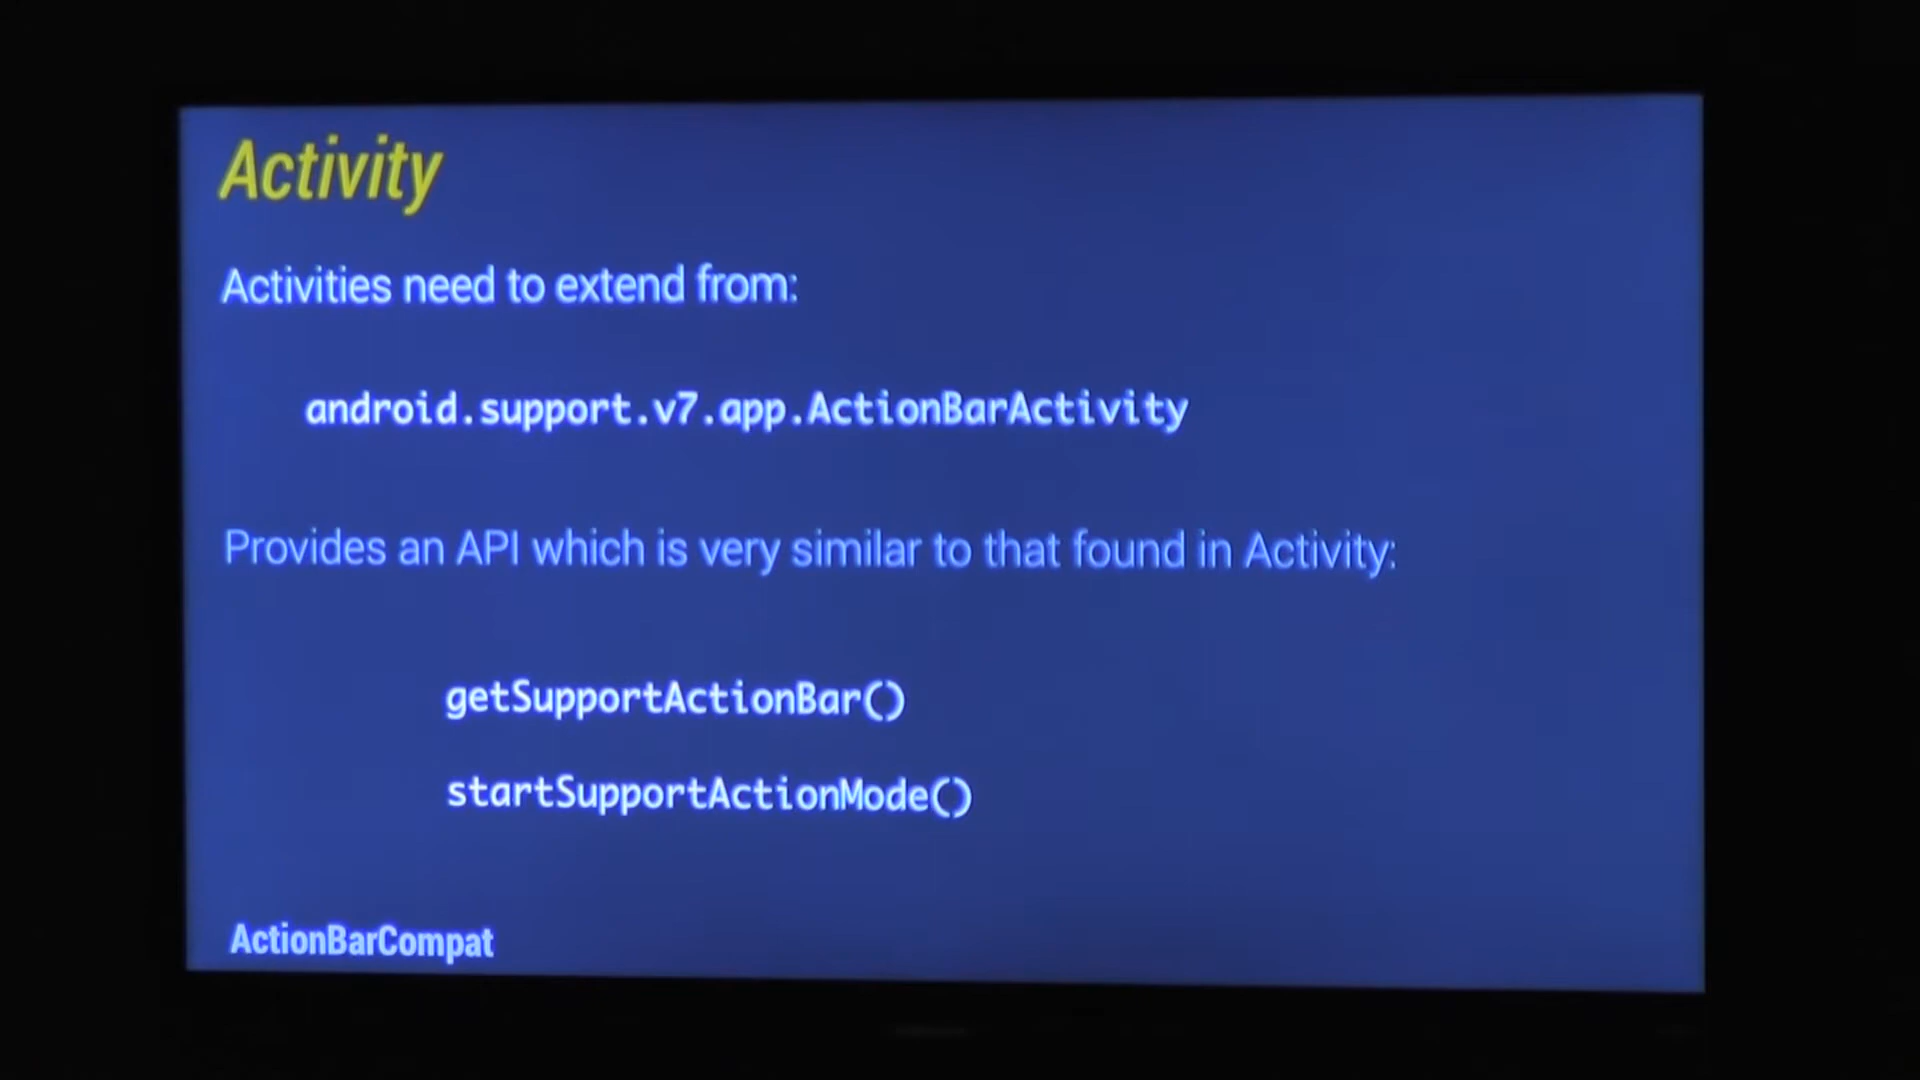 Activity
Activities need to extend from:
android.support.v7.app.ActionBarActivity
Provides an API which is very similar to that found in Activity:
getSupportActionBar()
startSupportActionMode()
ActionBarCompat